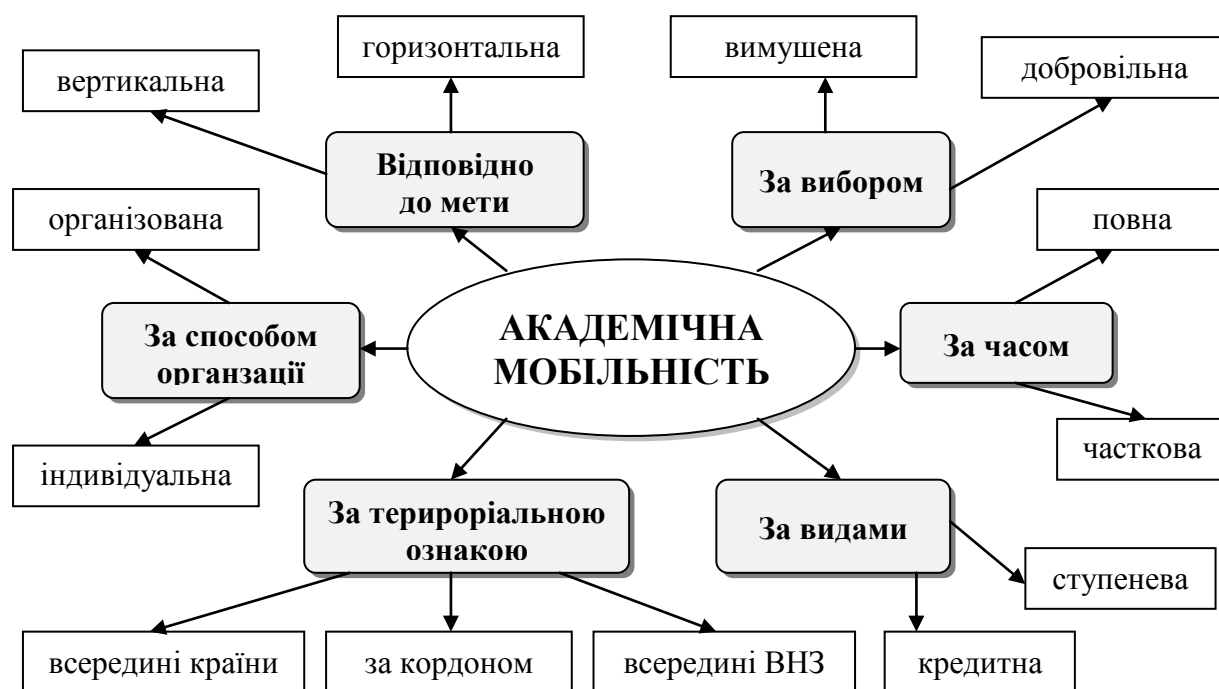 горизонтальна
вимушена
вертикальна
добровільна
Відповідно
до мети
За вибором
організована
повна
За способом
органзації
АКАДЕМІЧНА
МОБІЛЬНІСТЬ
За часом
індивідуальна
часткова
За терироріальною
ознакою
За видами
ступенева
всередині країни
за кордоном
всередині ВНЗ
кредитна